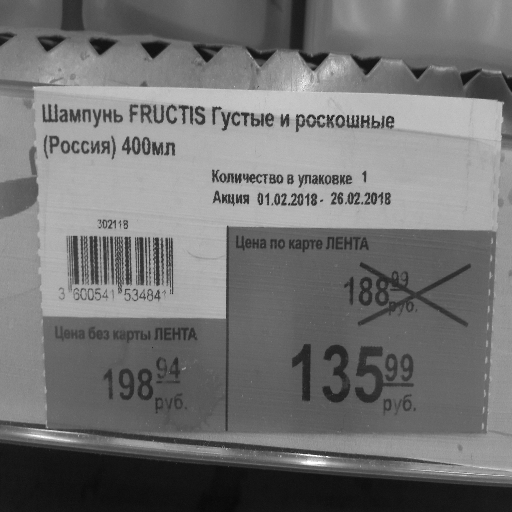 Шампунь FRUCTIS Густые и роскошные
(Россия) 400мл
Количество в упаковке 1
Акция 01.02.2018 - 26.02.2018
302118
3 600541 53484
Цена без карты ЛЕНТА
198 94
руб.
Цена по карте ЛЕНТА
188 99
руб.
135 99
руб.